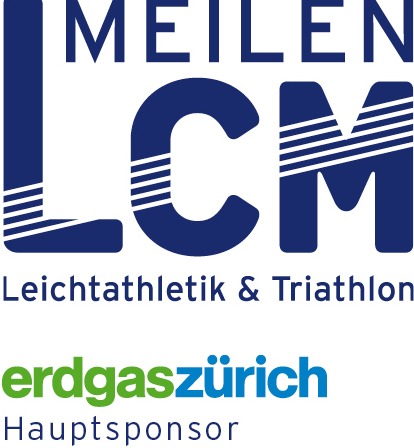 MEILEN
LCM
Leichtathletik & Triathlon
erdgaszürich
Hauptsponsor